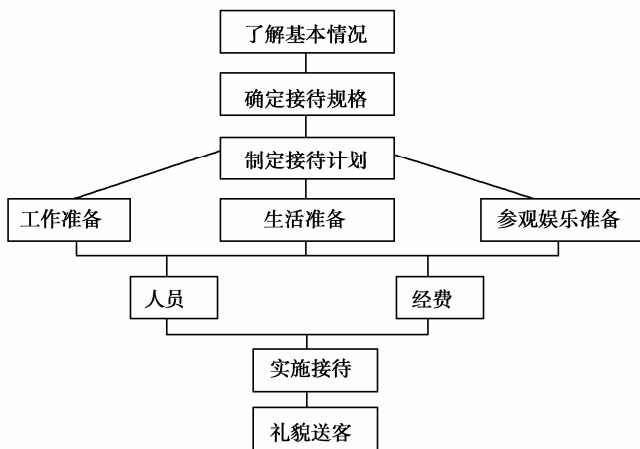 了解基本情况
确定接待规格
制定接待计划
工作准备
生活准备
参观娱乐准备
人员
经费
实施接待
礼貌送客